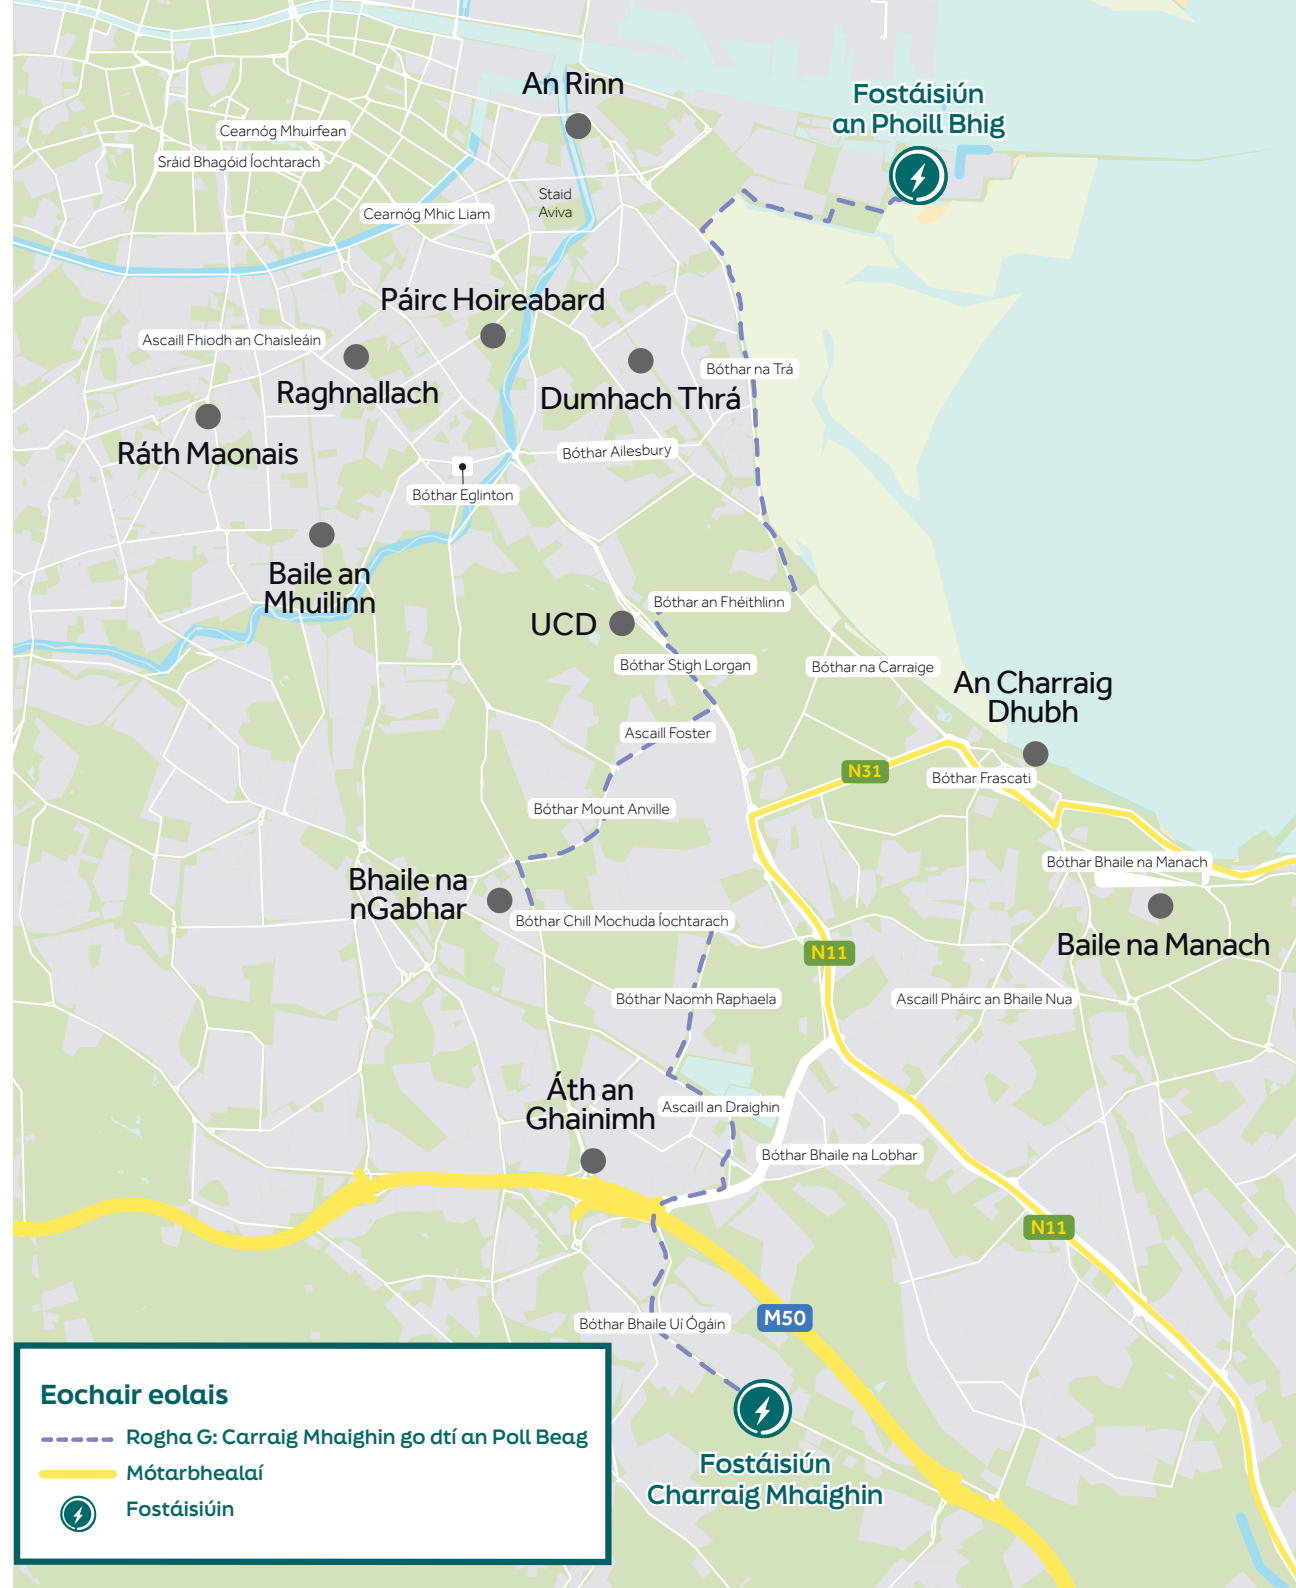 An Rinn
Fostáisiún
an Phoill Bhig
Cearnóg Mhuirfean
Sráid Bhagóid Íochtarach
Staid
Aviva
Cearnóg Mhic Liam
Páirc Hoireabard
Ascaill Fhiodh an Chaisleáin
Bóthar na Trá
Raghnallach
Dumhach Thrá
Ráth Maonais
Bóthar Ailesbury
Bóthar Eglinton
Baile an
Mhuilinn
Bóthar an Fhéithlinn
UCD
Bóthar Stigh Lorgan
Bóthar na Carraige
An Charraig
Dhubh
Ascaill Foster
N31
Bóthar Frascati
Bóthar Mount Anville
Bóthar Bhaile na Manach
Bhaile na
nGabhar
Bóthar Chill Mochuda Íochtarach
Baile na Manach
N11
Bóthar Naomh Raphaela
Ascaill Pháirc an Bhaile Nua
Áth an
Ghainimh
Ascaill an Draighin
Bóthar Bhaile na Lobhar
N11
M50
Bóthar Bhaile Uí Ógáin
Fostáisiún
Charraig Mhaighin
Eochair eolais
Rogha G: Carraig Mhaighin go dtí an Poll Beag
Mótarbhealaí
Fostáisiúin